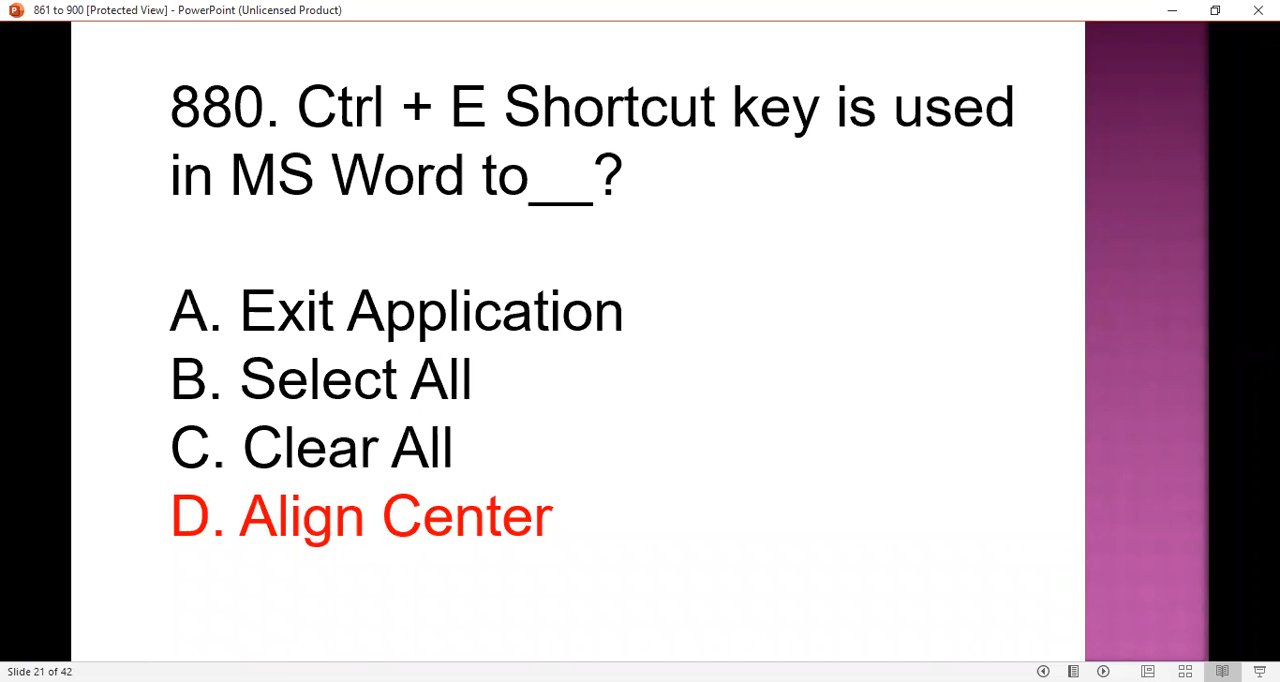 861 to 900 [Protected View] - PowerPoint (Unlicensed Product)
880. Ctrl + E Shortcut key is used
in MS Word to__?
A. Exit Application
B. Select All
C. Clear All
D. Align Center
Slide 21 of 42